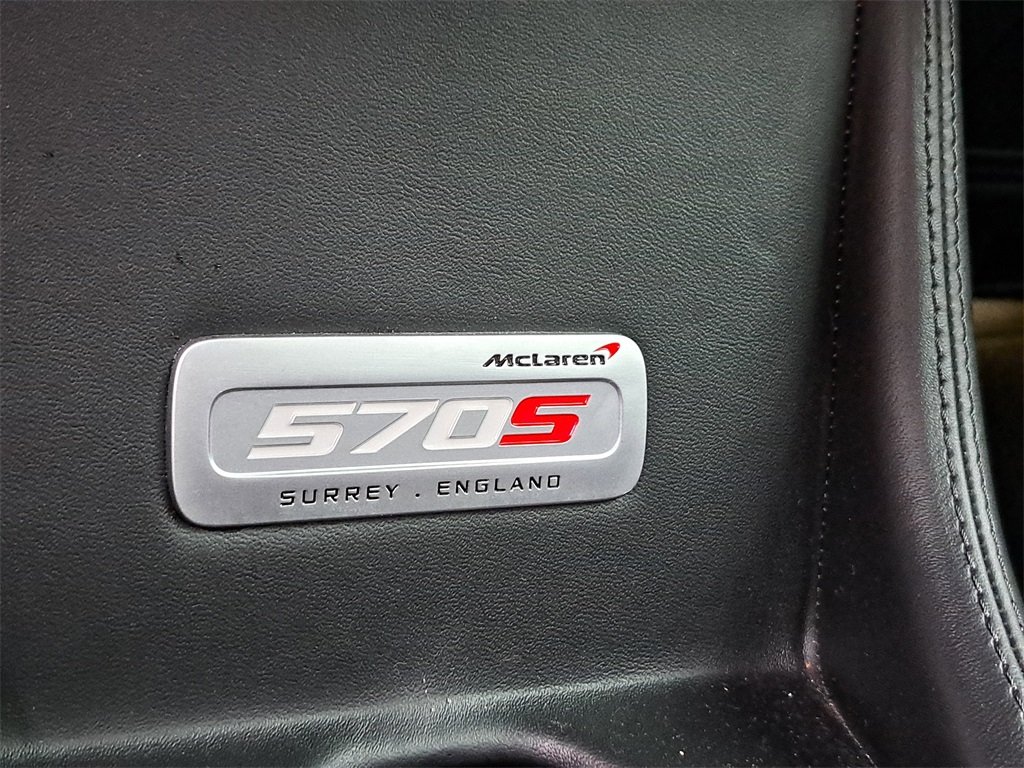 McLaren
570S
SURREY . ENGLAND